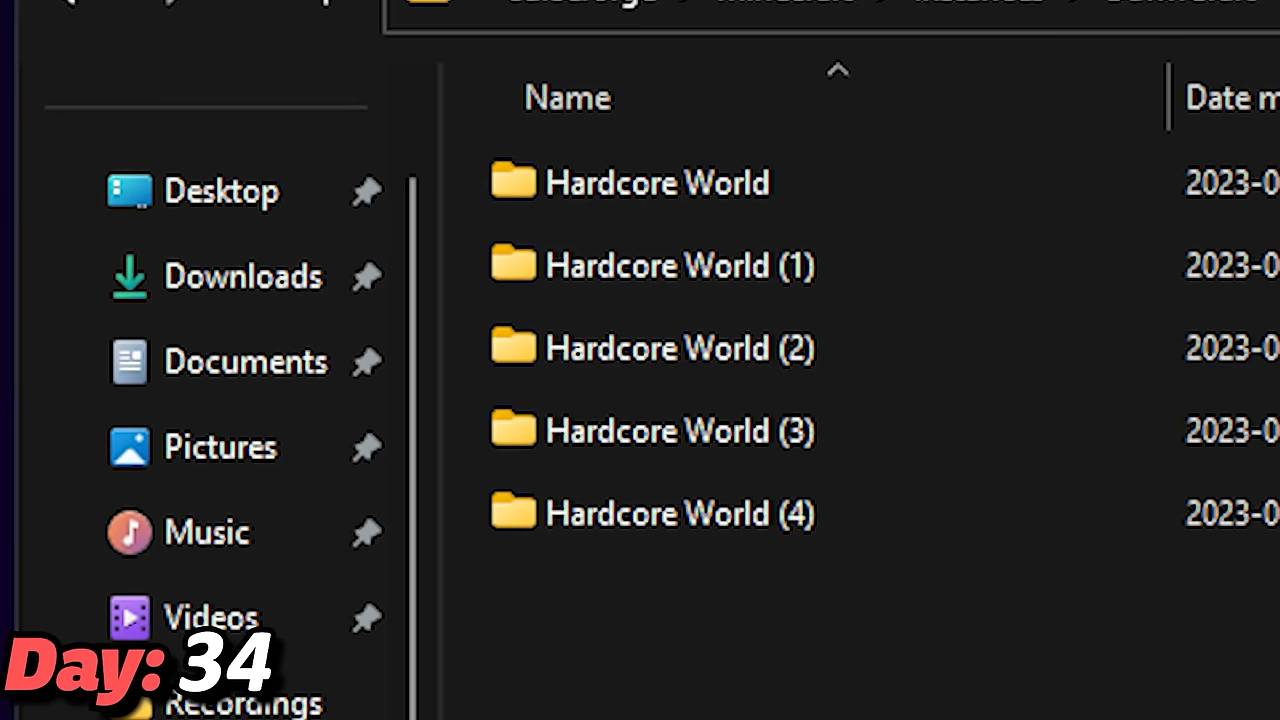 Name
Date m
Desktop
Hardcore World
2023-0
Downloads
Hardcore World (1)
2023-0
Documents
Hardcore World (2)
2023-0
Pictures
Hardcore World (3)
2023-0
Music
Hardcore World (4)
2023-0
Videos
Day: 34
Recordings